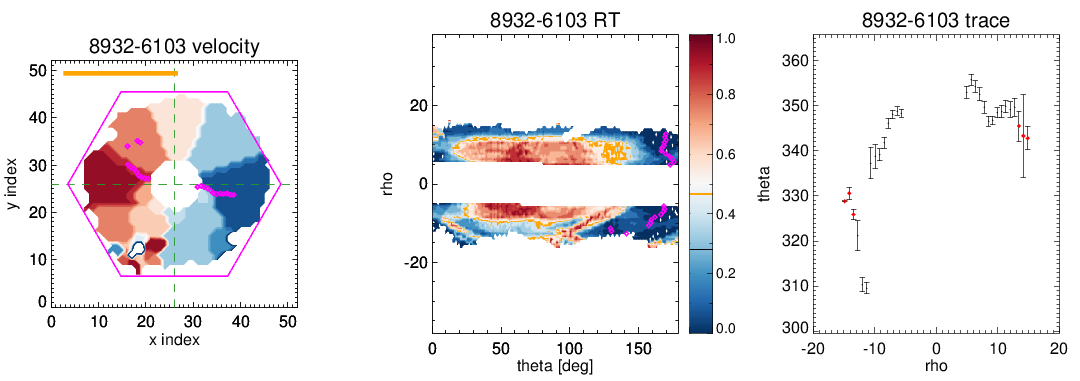 8932-6103 velocity
50
40
30
20
10
0
y index
0 10 20 30 40 50
x index
8932-6103 RT
20
0
-20
rho
0 50 100 150
theta [deg]
1.0
0.8
0.6
0.4
0.2
0.0
8932-6103 trace
360
350
340
330
320
310
300
theta
-20 -10 0 10 20
rho